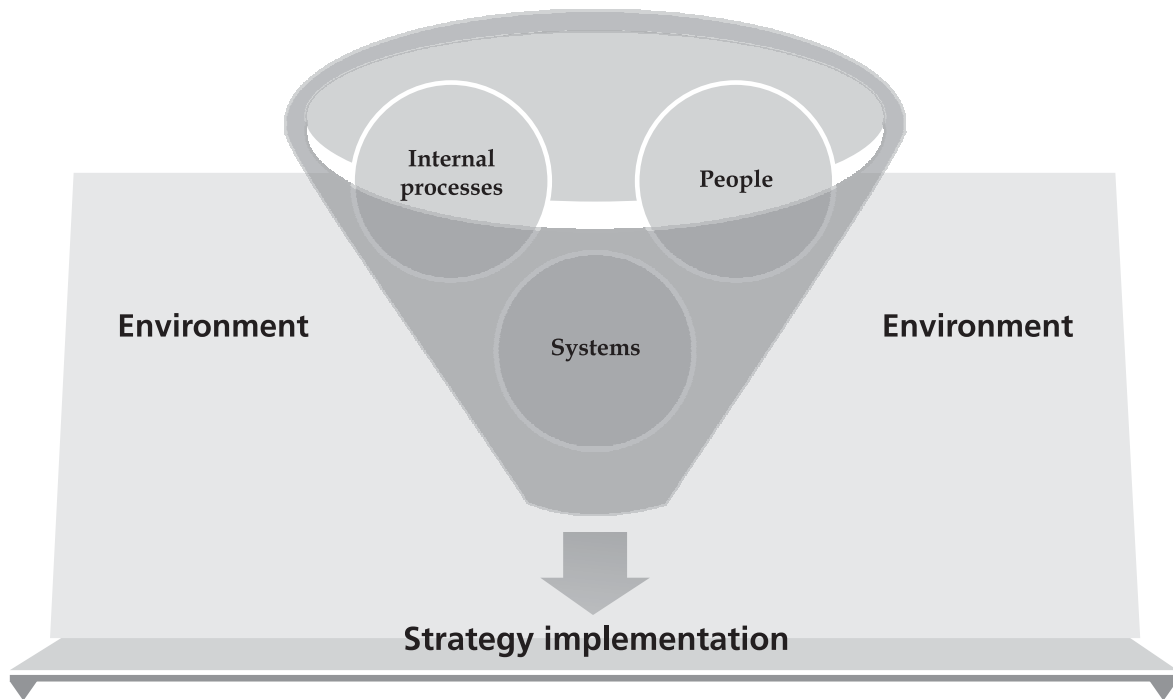 Internal
processes
People
Environment
Environment
Systems
Strategy implementation